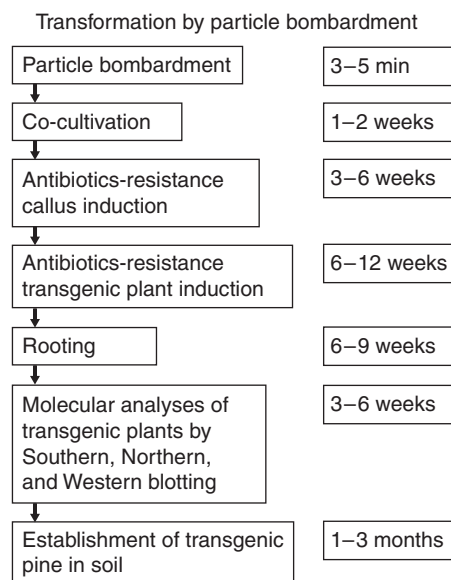 Transformation by particle bombardment
Particle bombardment
3–5 min
Co-cultivation
1–2 weeks
Antibiotics-resistance
callus induction
3–6 weeks
Antibiotics-resistance
transgenic plant induction
6–12 weeks
Rooting
6–9 weeks
Molecular analyses of
transgenic plants by
Southern, Northern,
and Western blotting
3–6 weeks
Establishment of transgenic
pine in soil
1–3 months